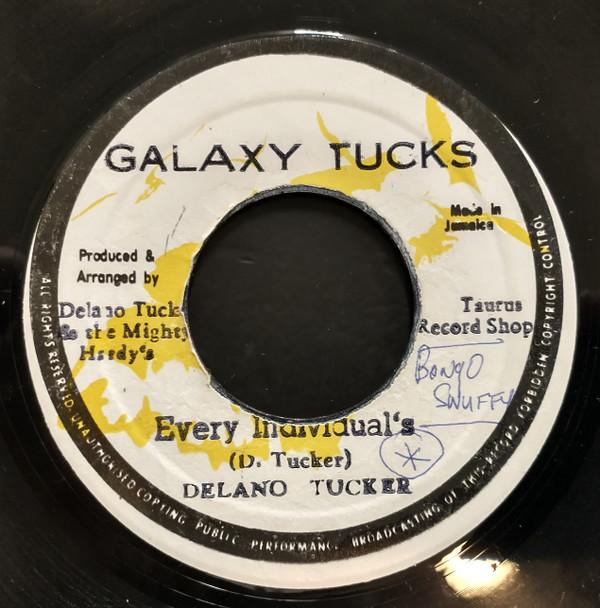 GALAXY TUCKS
Made in
Jamaica
Produced &
Arranged by
Delano Tuck
& the Mighty
Hardy's
Taurus
Record Shop
BONGO
SNUFFY
Every Individual's
(D. Tucker)
DELANO TUCKER
ALL RIGHTS RESERVED. UNAUTHORISED COPYING PUBLIC PERFORMANC. BROADCASTING OF THIS RECORD FORBIDDEN COPYRIGHT CONTROL